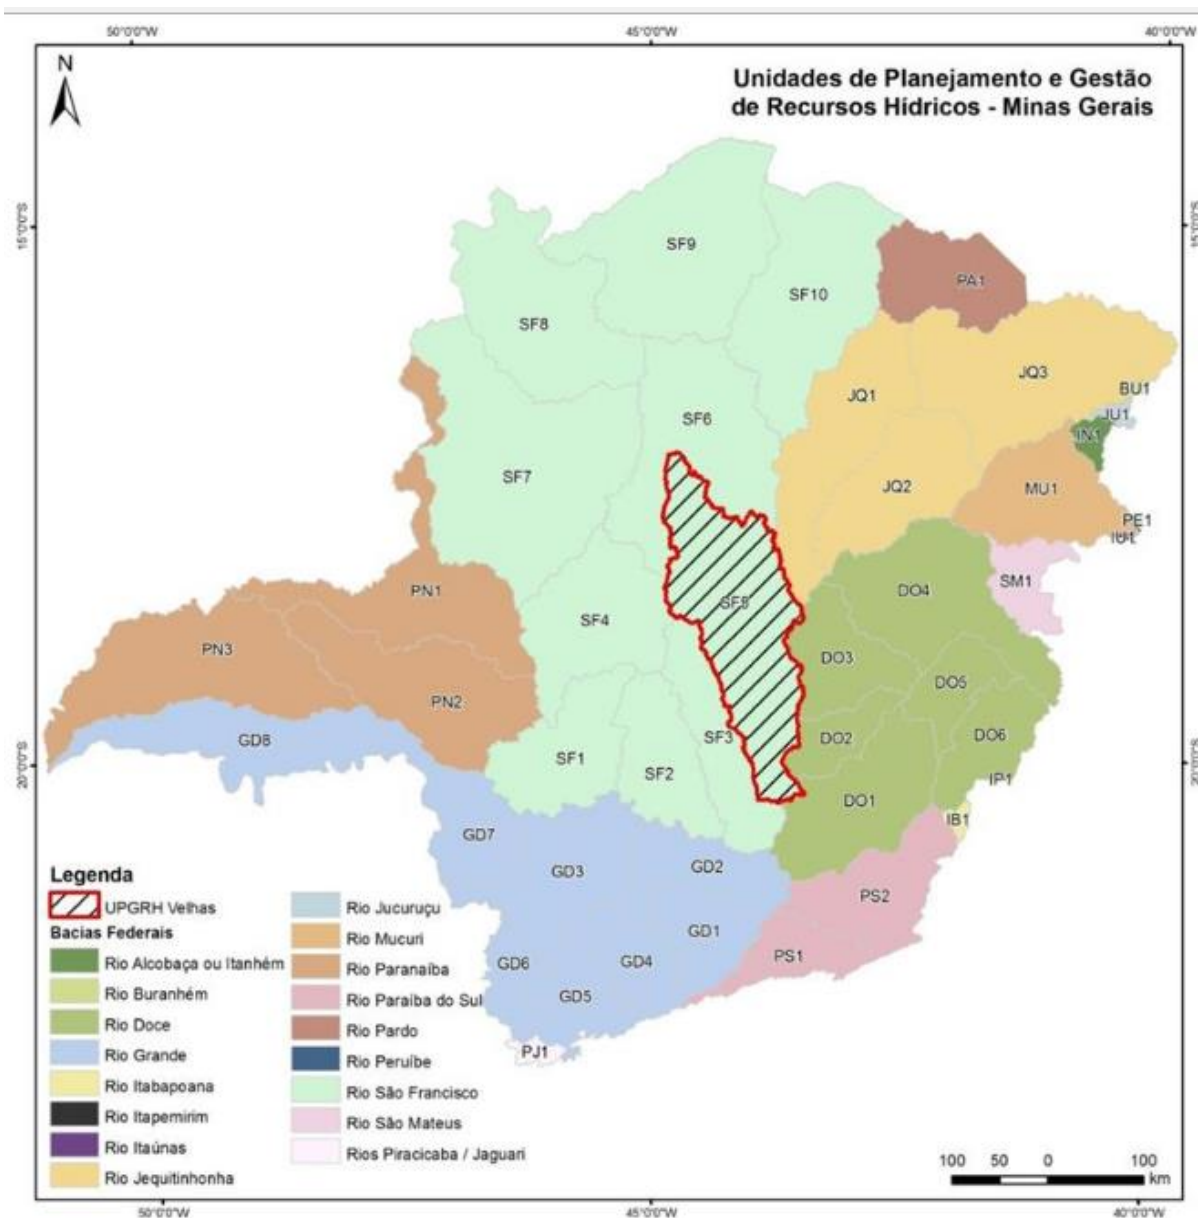 50°0'0"W
45°0'0"W
40°0'0"W
N
Unidades de Planejamento e Gestão
de Recursos Hídricos - Minas Gerais
15°0'0"S
15°0'0"S
SF9
PA1
SF10
SF8
JQ3
BU1
JQ1
JU1
SF6
IN1
SF7
JQ2
MU1
PE1
IU1
SM1
PN1
DO4
SF5
SF4
PN3
DO3
DO5
PN2
GD8
SF3
DO2
DO6
SF1
SF2
20°0'0"S
20°0'0"S
IP1
DO1
IB1
GD7
GD3
GD2
PS2
GD1
PS1
GD6
GD4
GD5
PJ1
Legenda
UPGRH Velhas
Bacias Federais
Rio Alcobaça ou Itanhém
Rio Buranhém
Rio Doce
Rio Grande
Rio Itabapoana
Rio Itapemirim
Rio Itaúnas
Rio Jequitinhonha
Rio Jucuruçu
Rio Mucuri
Rio Paranaíba
Rio Paraíba do Sul
Rio Pardo
Rio Peruíbe
Rio São Francisco
Rio São Mateus
Rios Piracicaba / Jaguari
100 50 0 100
km
50°0'0"W
45°0'0"W
40°0'0"W